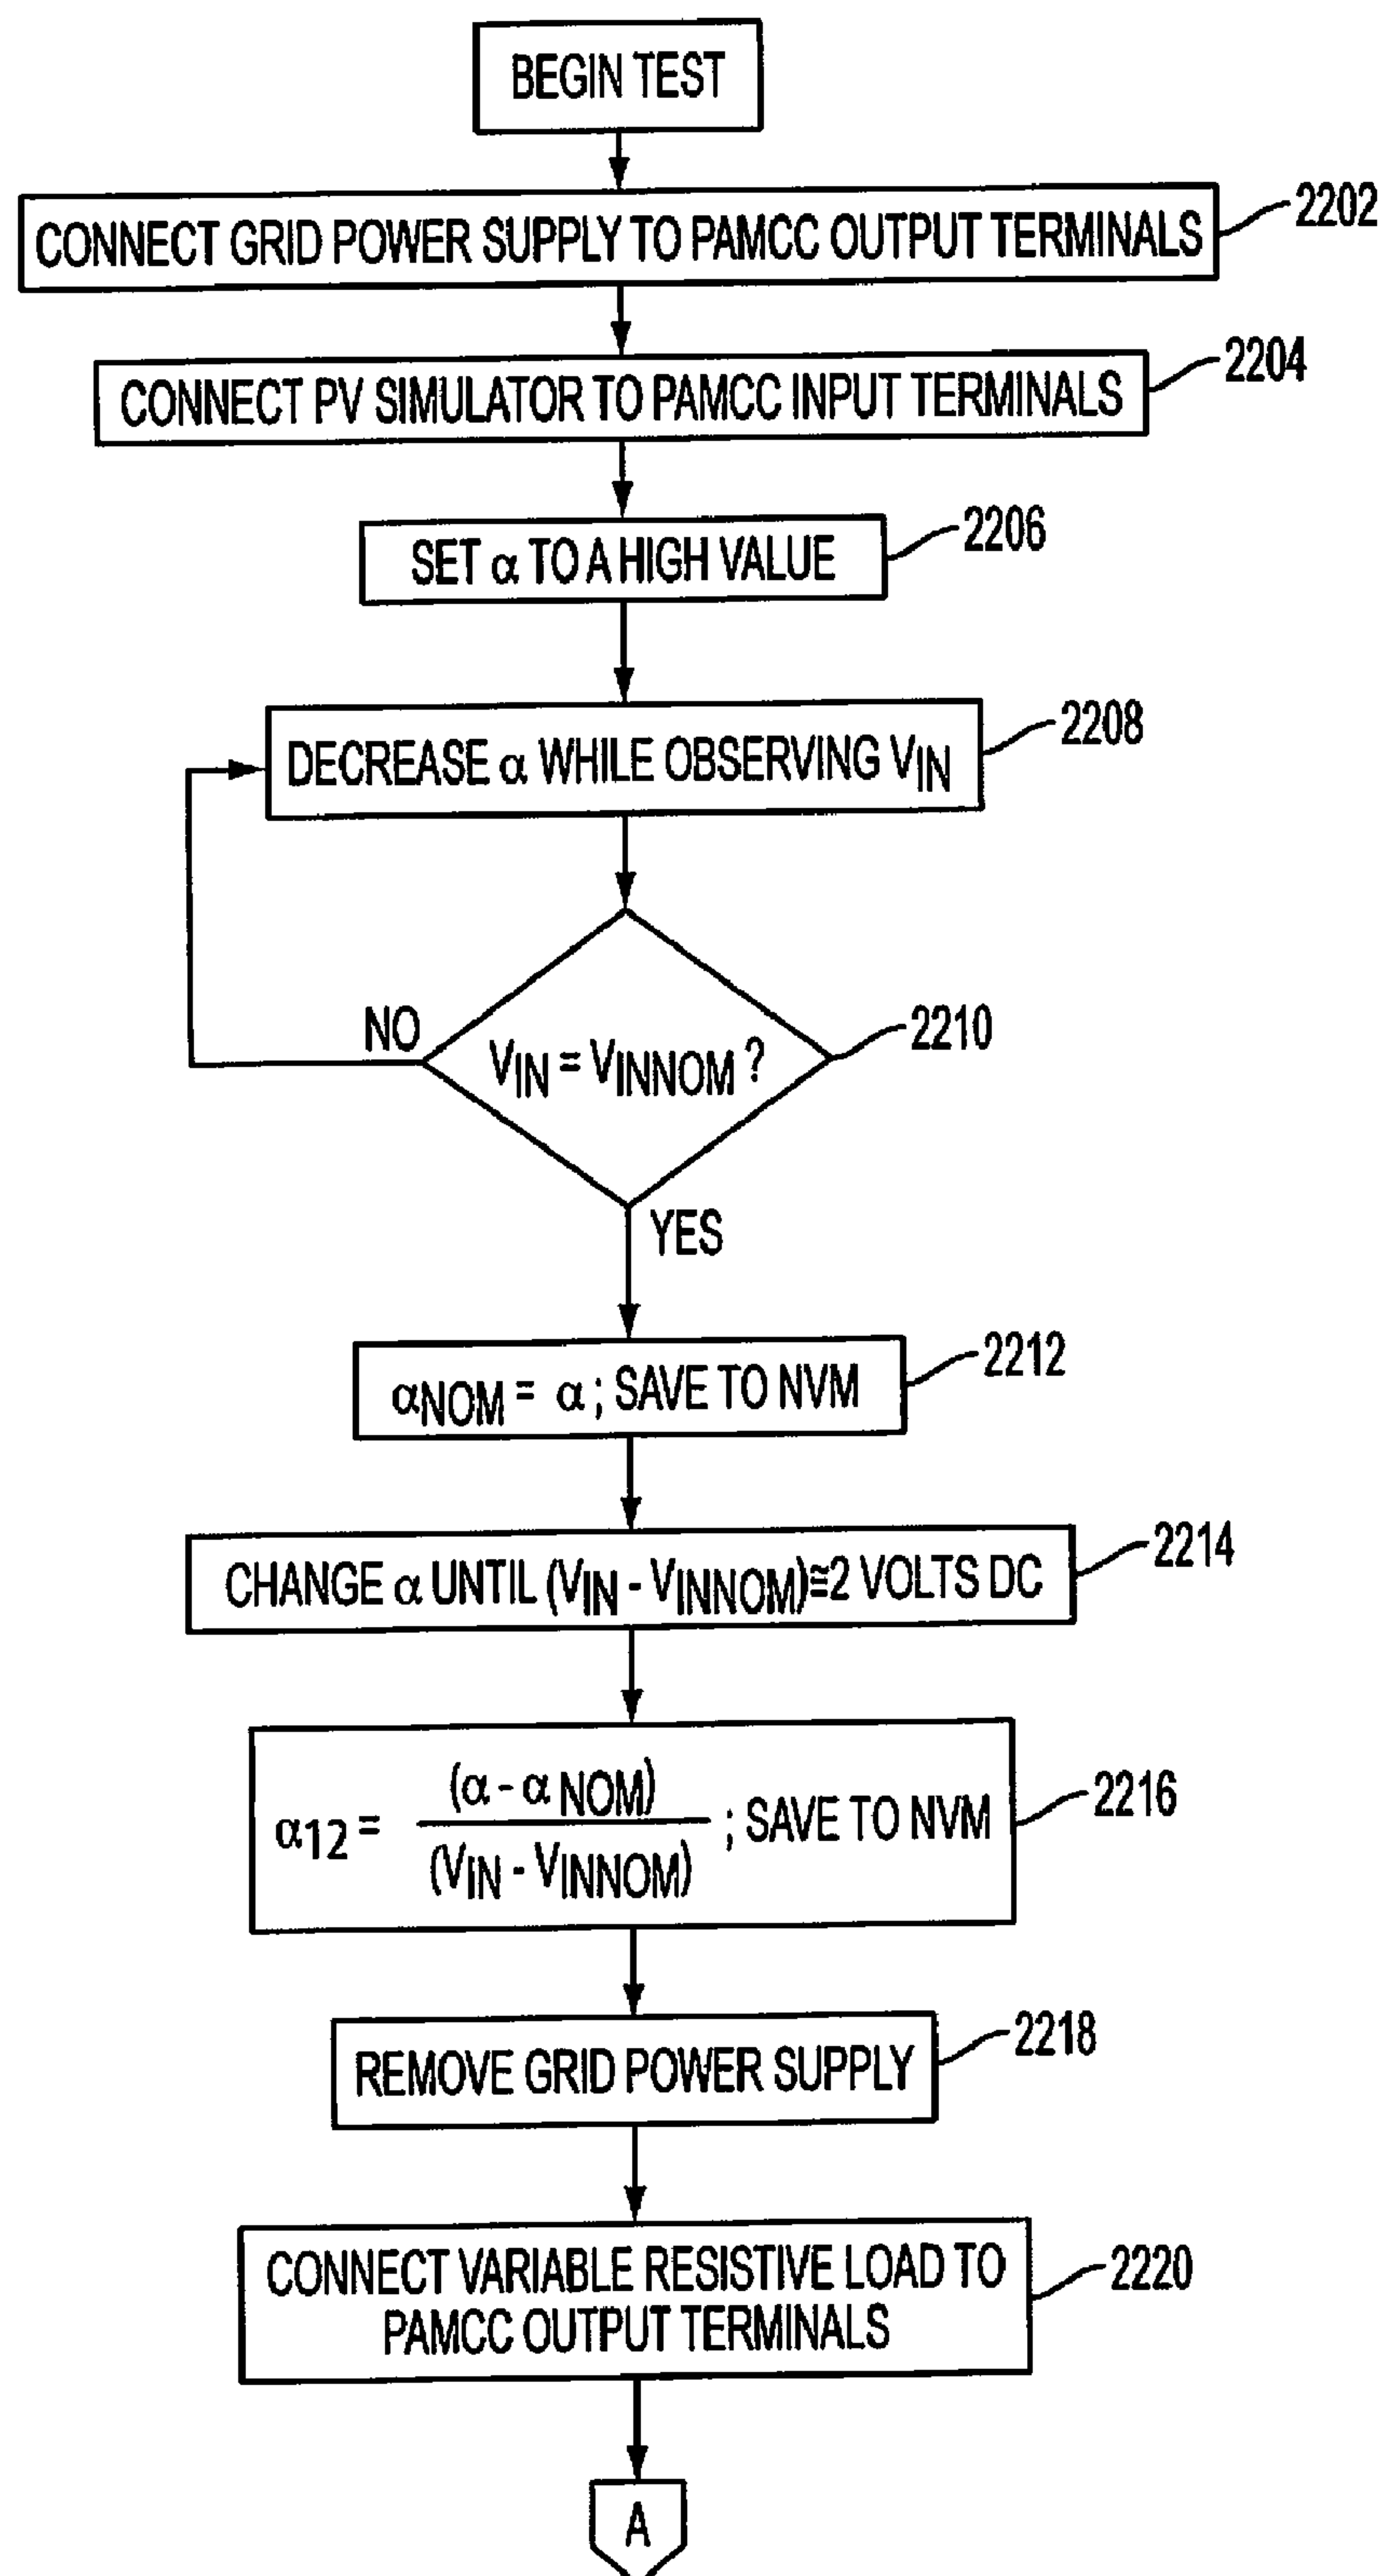 BEGIN TEST
CONNECT GRID POWER SUPPLY TO PAMCC OUTPUT TERMINALS
2202
CONNECT PV SIMULATOR TO PAMCC INPUT TERMINALS
2204
SET α TO A HIGH VALUE
2206
DECREASE α WHILE OBSERVING VIN
2208
NO
VIN = VINNOM ?
2210
YES
αNOM = α ; SAVE TO NVM
2212
CHANGE α UNTIL (VIN - VINNOM)≅2 VOLTS DC
2214
α12 = (α - αNOM) / (VIN - VINNOM) ; SAVE TO NVM
2216
REMOVE GRID POWER SUPPLY
2218
CONNECT VARIABLE RESISTIVE LOAD TO
PAMCC OUTPUT TERMINALS
2220
A